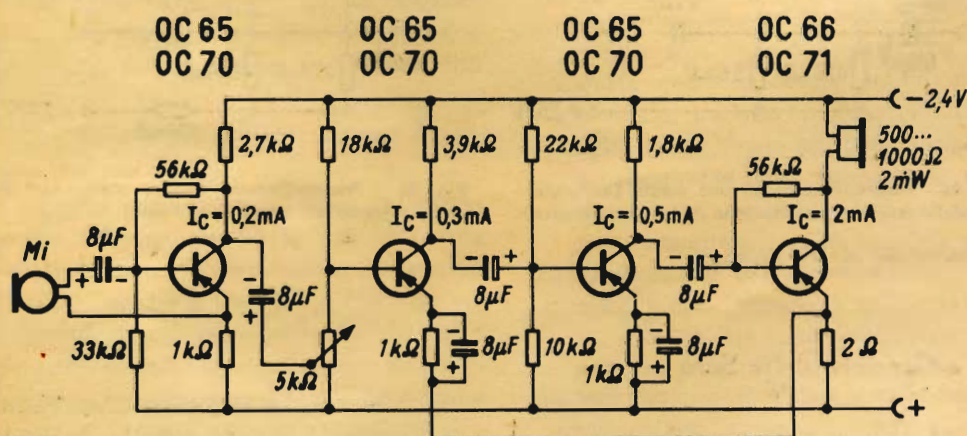 OC 65 OC 65 OC 65 OC 66
OC 70 OC 70 OC 70 OC 71
−2,4V
2,7kΩ 18kΩ 3,9kΩ 22kΩ 1,8kΩ 500...
1000Ω
2mW
56kΩ 56kΩ
I_C = 0,2mA I_C = 0,3mA I_C = 0,5mA I_C = 2mA
Mi 8µF
+ − − − + − +
8µF 8µF 8µF
+
33kΩ 1kΩ 5kΩ 1kΩ − 8µF + 10kΩ 1kΩ − 8µF + 2Ω
+